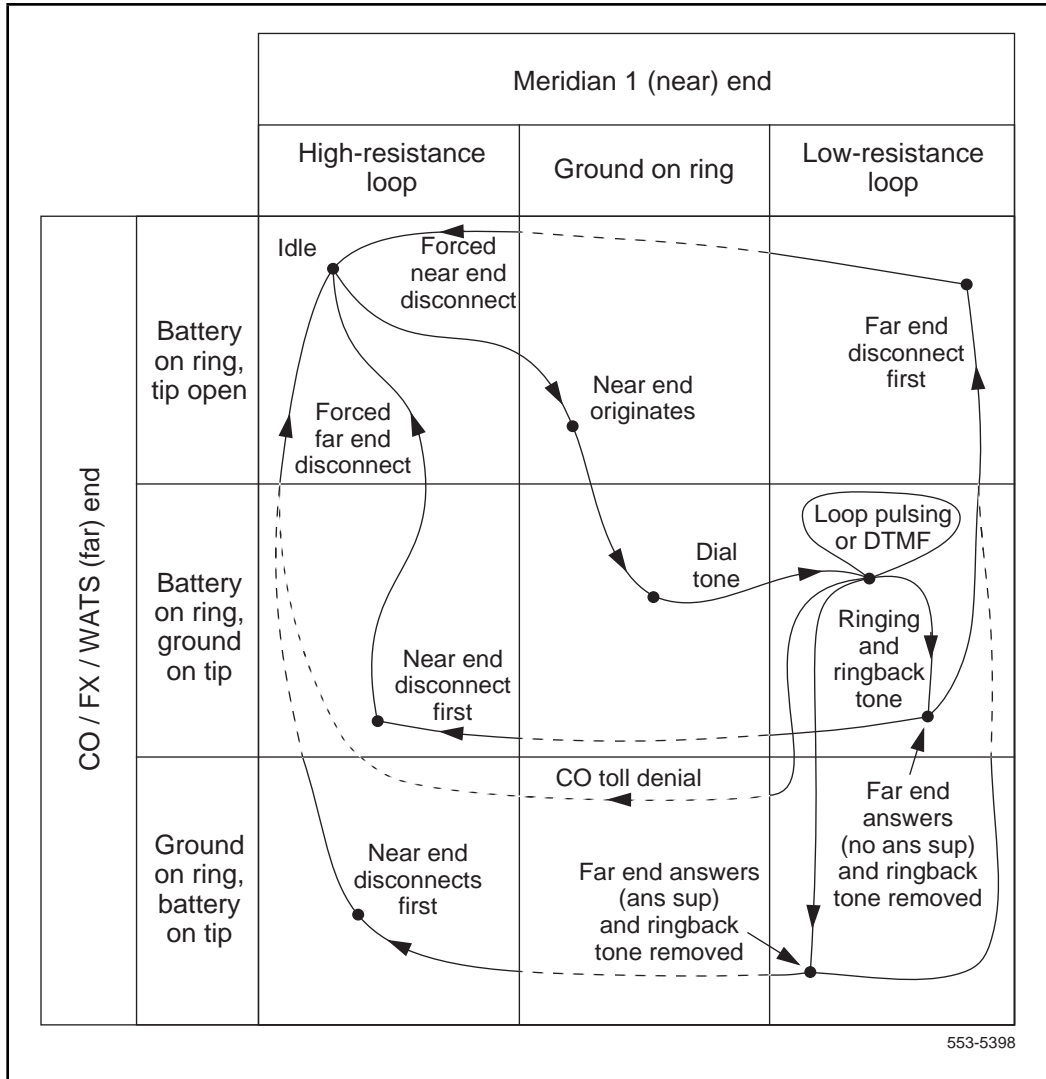 Meridian 1 (near) end
High-resistance
loop
Ground on ring
Low-resistance
loop
CO / FX / WATS (far) end
Battery
on ring,
tip open
Idle
Forced
near end
disconnect
Forced
far end
disconnect
Near end
originates
Far end
disconnect
first
Battery
on ring,
ground
on tip
Near end
disconnect
first
Dial
tone
Loop pulsing
or DTMF
Ringing
and
ringback
tone
Ground
on ring,
battery
on tip
CO toll denial
Near end
disconnects
first
Far end answers
(ans sup)
and ringback
tone removed
Far end
answers
(no ans sup)
and ringback
tone removed
553-5398